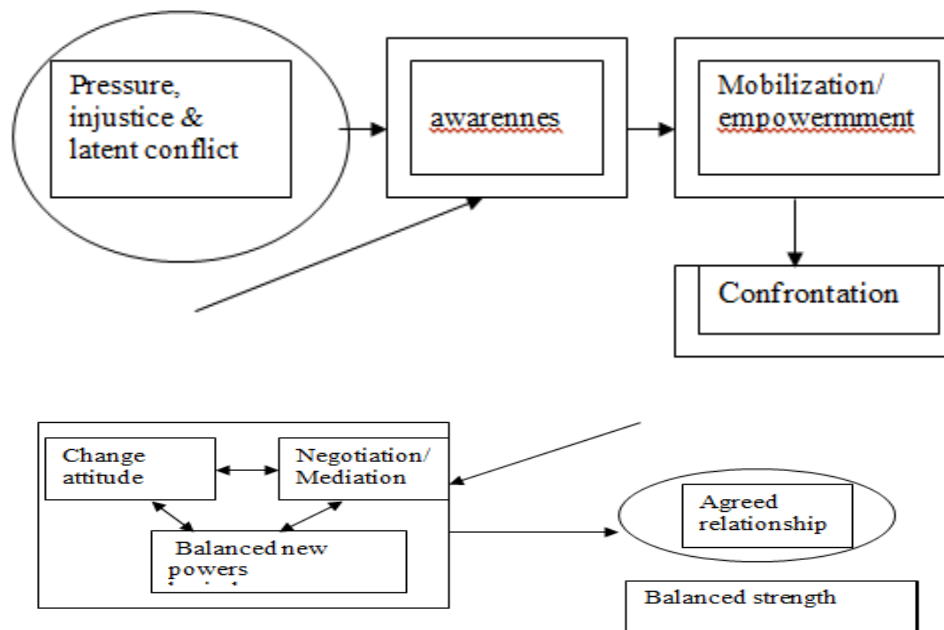 Pressure,
injustice &
latent conflict
awarennes
Mobilization/
empowermment
Confrontation
Change
attitude
Negotiation/
Mediation
Balanced new
powers
Agreed
relationship
Balanced strength